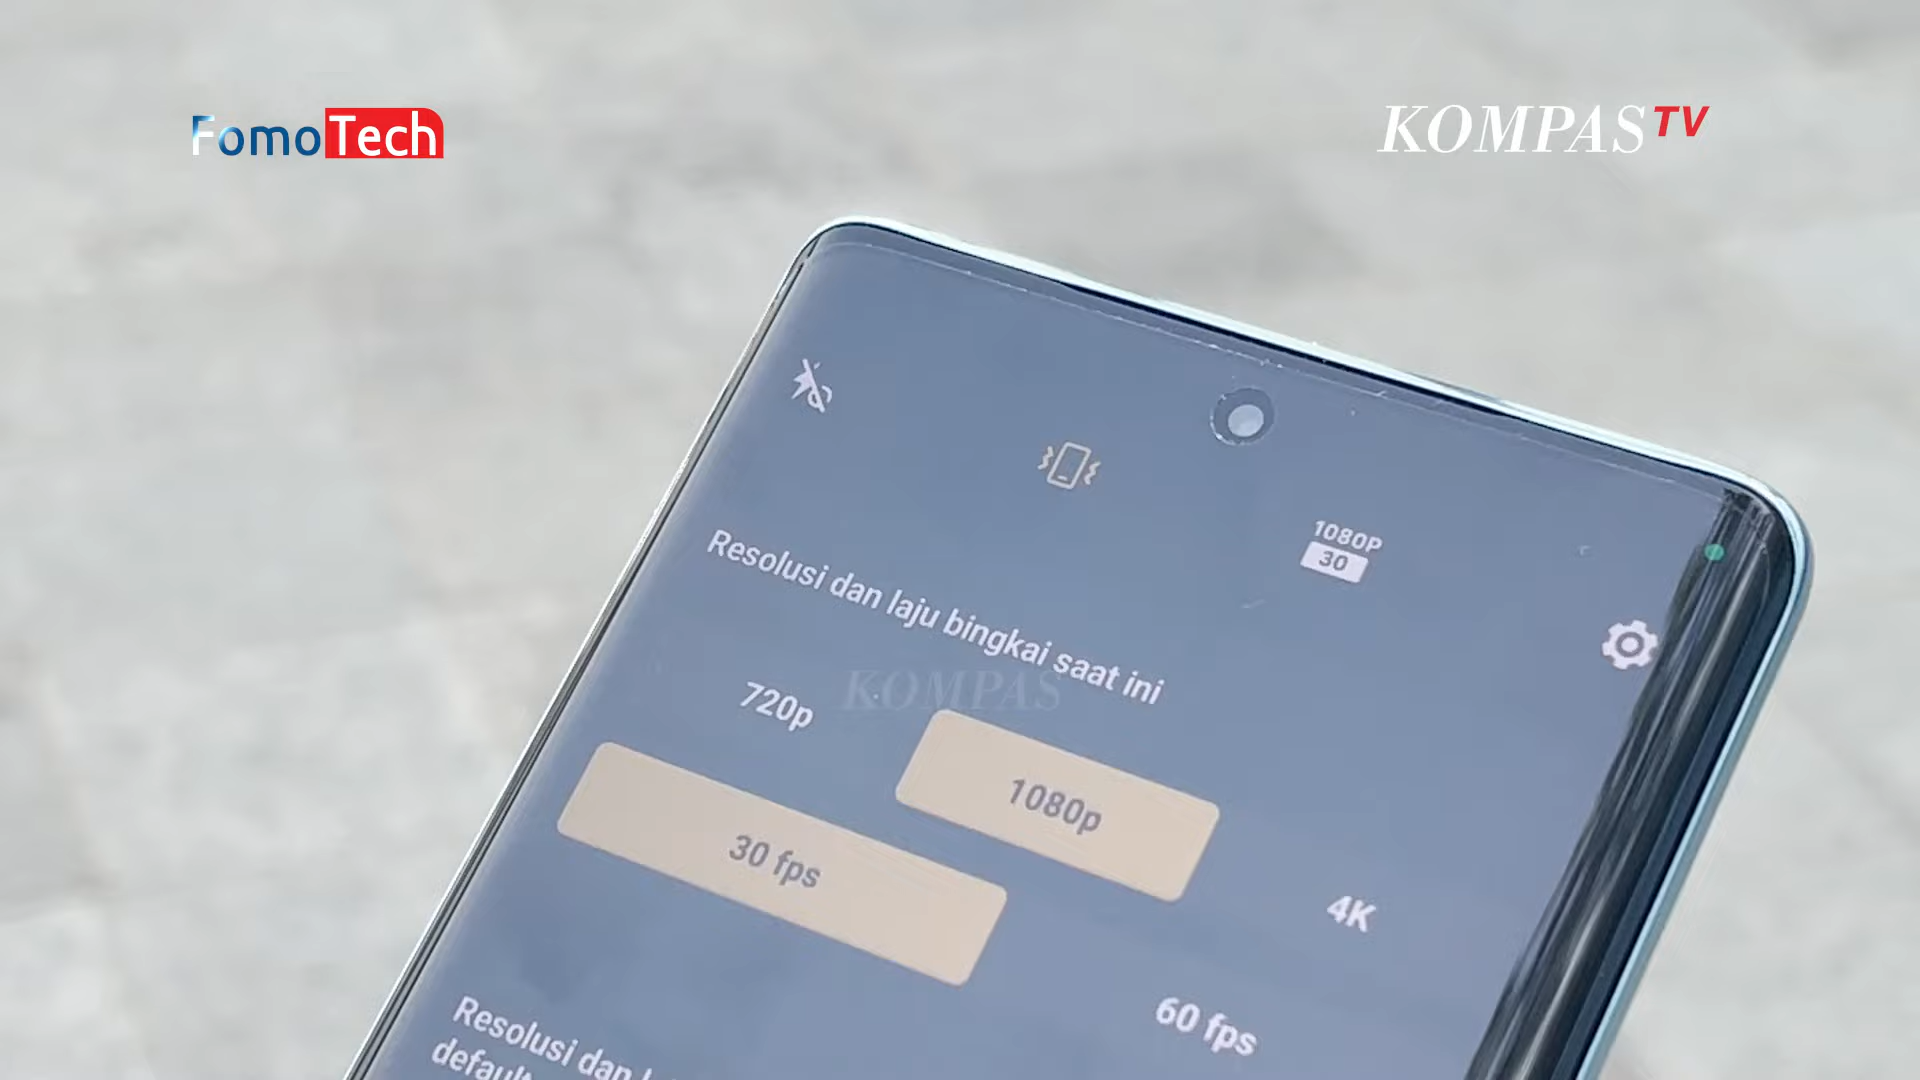 FomoTech
KOMPAS TV
1080P
30
Resolusi dan laju bingkai saat ini
KOMPAS
720p
1080p
4K
30 fps
60 fps
Resolusi dan
default